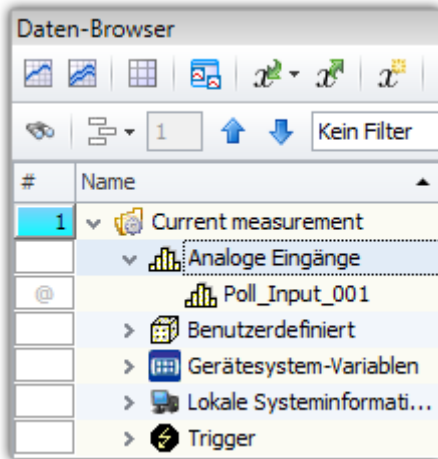 Daten-Browser
1 Kein Filter
# Name
1 Current measurement
Analoge Eingänge
@ Poll_Input_001
Benutzerdefiniert
Gerätesystem-Variablen
Lokale Systeminformati...
Trigger